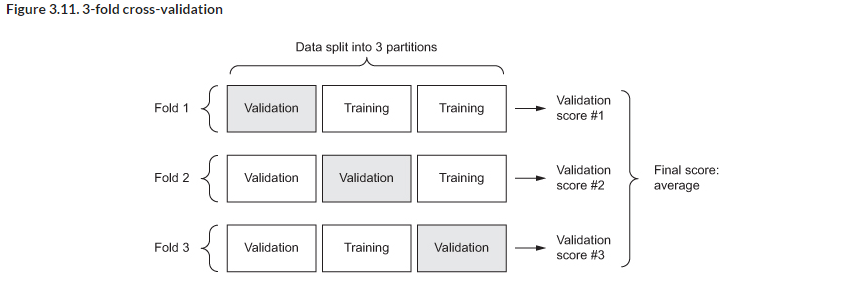 Figure 3.11. 3-fold cross-validation
Data split into 3 partitions
Fold 1
Validation
Training
Training
Validation
score #1
Fold 2
Validation
Validation
Training
Validation
score #2
Final score:
average
Fold 3
Validation
Training
Validation
Validation
score #3